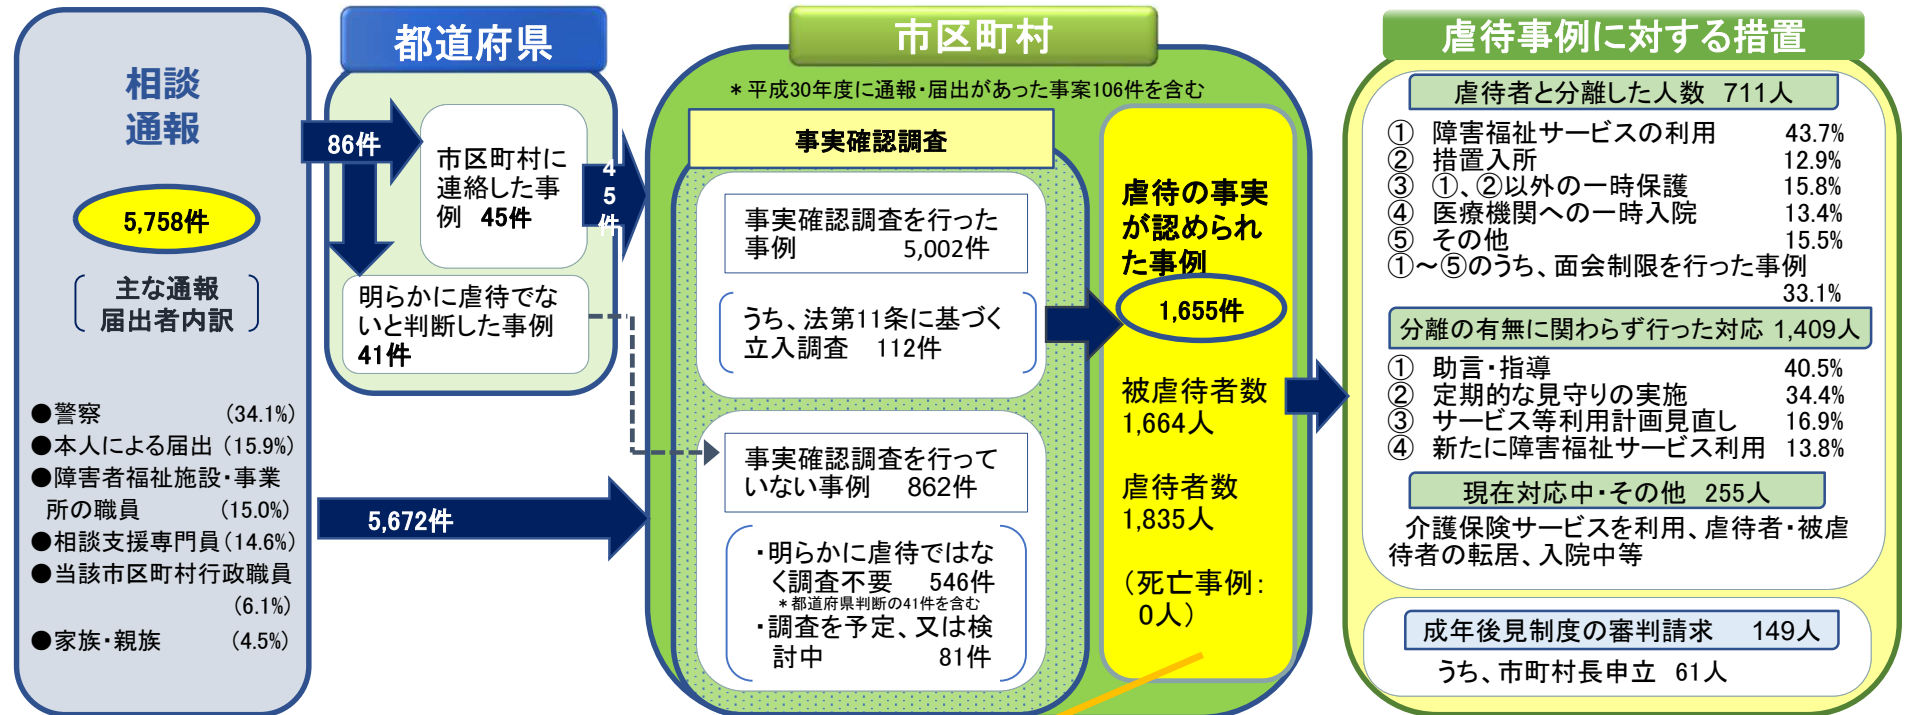 相談
通報
5,758件
主な通報
届出者内訳
●警察 (34.1%)
●本人による届出 (15.9%)
●障害者福祉施設・事業
所の職員 (15.0%)
●相談支援専門員(14.6%)
●当該市区町村行政職員
(6.1%)
●家族・親族 (4.5%)
都道府県
86件
市区町村に
連絡した事
例 45件
明らかに虐待でな
いと判断した事例
41件
4
5
件
5,672件
市区町村
＊平成30年度に通報・届出があった事案106件を含む
事実確認調査
事実確認調査を行った
事例 5,002件
うち、法第11条に基づく
立入調査 112件
事実確認調査を行って
いない事例 862件
・明らかに虐待ではな
く調査不要 546件
＊都道府県判断の41件を含む
・調査を予定、又は検
討中 81件
虐待の事実
が認められ
た事例
1,655件
被虐待者数
1,664人
虐待者数
1,835人
（死亡事例：
0人）
虐待事例に対する措置
虐待者と分離した人数 711人
① 障害福祉サービスの利用 43.7%
② 措置入所 12.9%
③ ①、②以外の一時保護 15.8%
④ 医療機関への一時入院 13.4%
⑤ その他 15.5%
①～⑤のうち、面会制限を行った事例
33.1%
分離の有無に関わらず行った対応 1,409人
① 助言・指導 40.5%
② 定期的な見守りの実施 34.4%
③ サービス等利用計画見直し 16.9%
④ 新たに障害福祉サービス利用 13.8%
現在対応中・その他 255人
介護保険サービスを利用、虐待者・被虐
待者の転居、入院中等
成年後見制度の審判請求 149人
うち、市町村長申立 61人